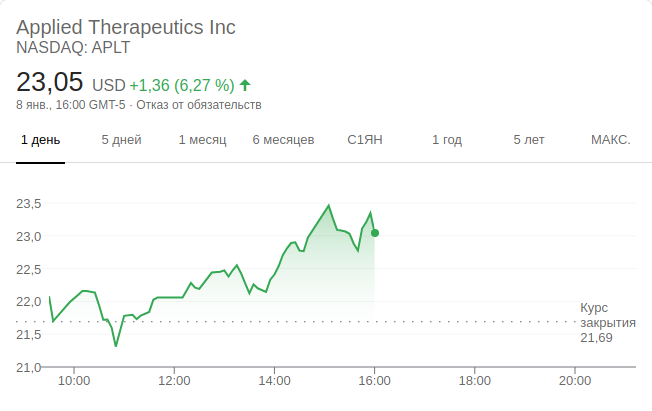 Applied Therapeutics Inc
NASDAQ: APLT
23,05 USD +1,36 (6,27 %)
8 янв., 16:00 GMT-5 · Отказ от обязательств
1 день 5 дней 1 месяц 6 месяцев С1ЯН 1 год 5 лет МАКС.
23,5
23,0
22,5
22,0
21,5
21,0
Курс
закрытия
21,69
10:00 12:00 14:00 16:00 18:00 20:00